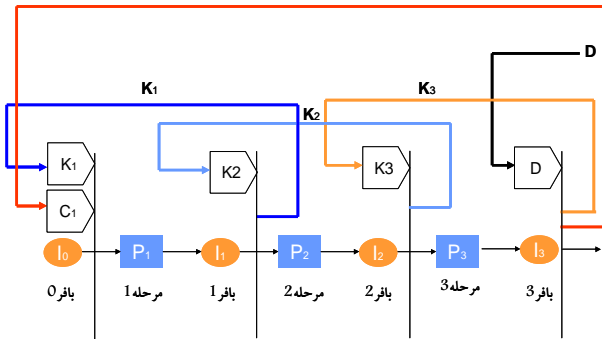 D
K₁
K₂
K₃
K₁
K2
K3
D
C₁
I₀
P₁
I₁
P₂
I₂
P₃
I₃
بافر0
مرحله1
بافر1
مرحله2
بافر2
مرحله3
بافر3